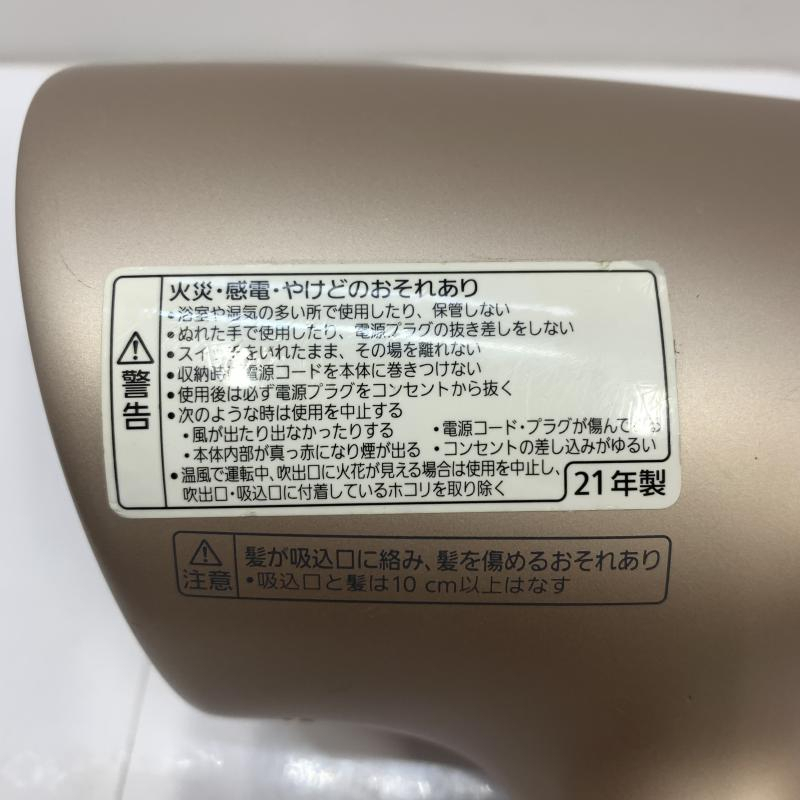 警告
火災・感電・やけどのおそれあり
・浴室や湿気の多い所で使用したり、保管しない
・ぬれた手で使用したり、電源プラグの抜き差しをしない
・スイッチをいれたまま、その場を離れない
・収納時 電源コードを本体に巻きつけない
・使用後は必ず電源プラグをコンセントから抜く
・次のような時は使用を中止する
・風が出たり出なかったりする
・電源コード・プラグが傷んで
・本体内部が真っ赤になり煙が出る
・コンセントの差し込みがゆるい
・温風で運転中、吹出口に火花が見える場合は使用を中止し、
吹出口・吸込口に付着しているホコリを取り除く
21年製
注意
髪が吸込口に絡み、髪を傷めるおそれあり
・吸込口と髪は10 cm以上はなす